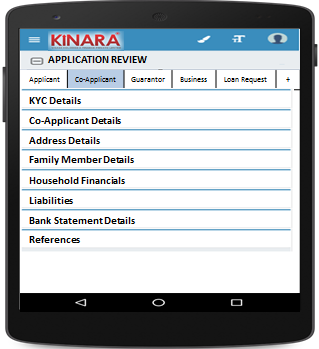 KINARA
T
APPLICATION REVIEW
Applicant Co-Applicant Guarantor Business Loan Request +
KYC Details
Co-Applicant Details
Address Details
Family Member Details
Household Financials
Liabilities
Bank Statement Details
References